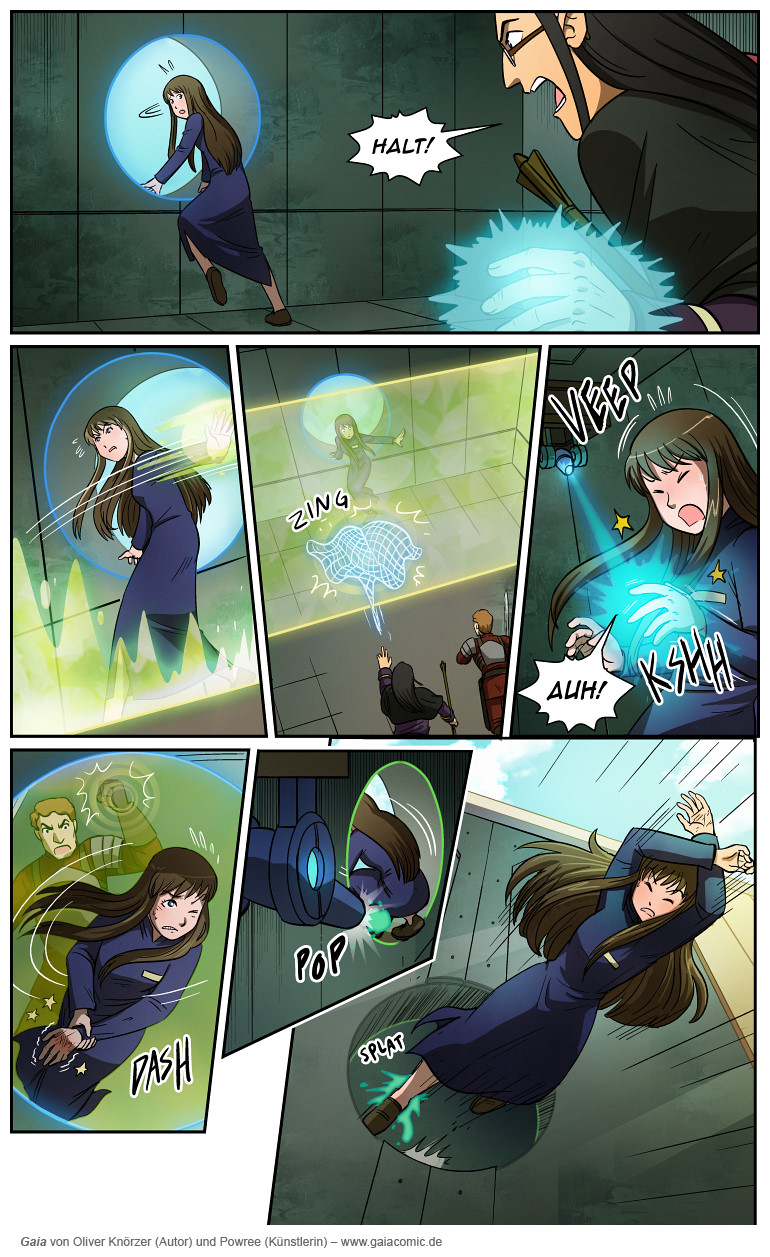 HALT!
ZING
VEEP
AUH!
KSHH
DASH
POP
SPLAT
Gaia von Oliver Knörzer (Autor) und Powree (Künstlerin) – www.gaiacomic.de